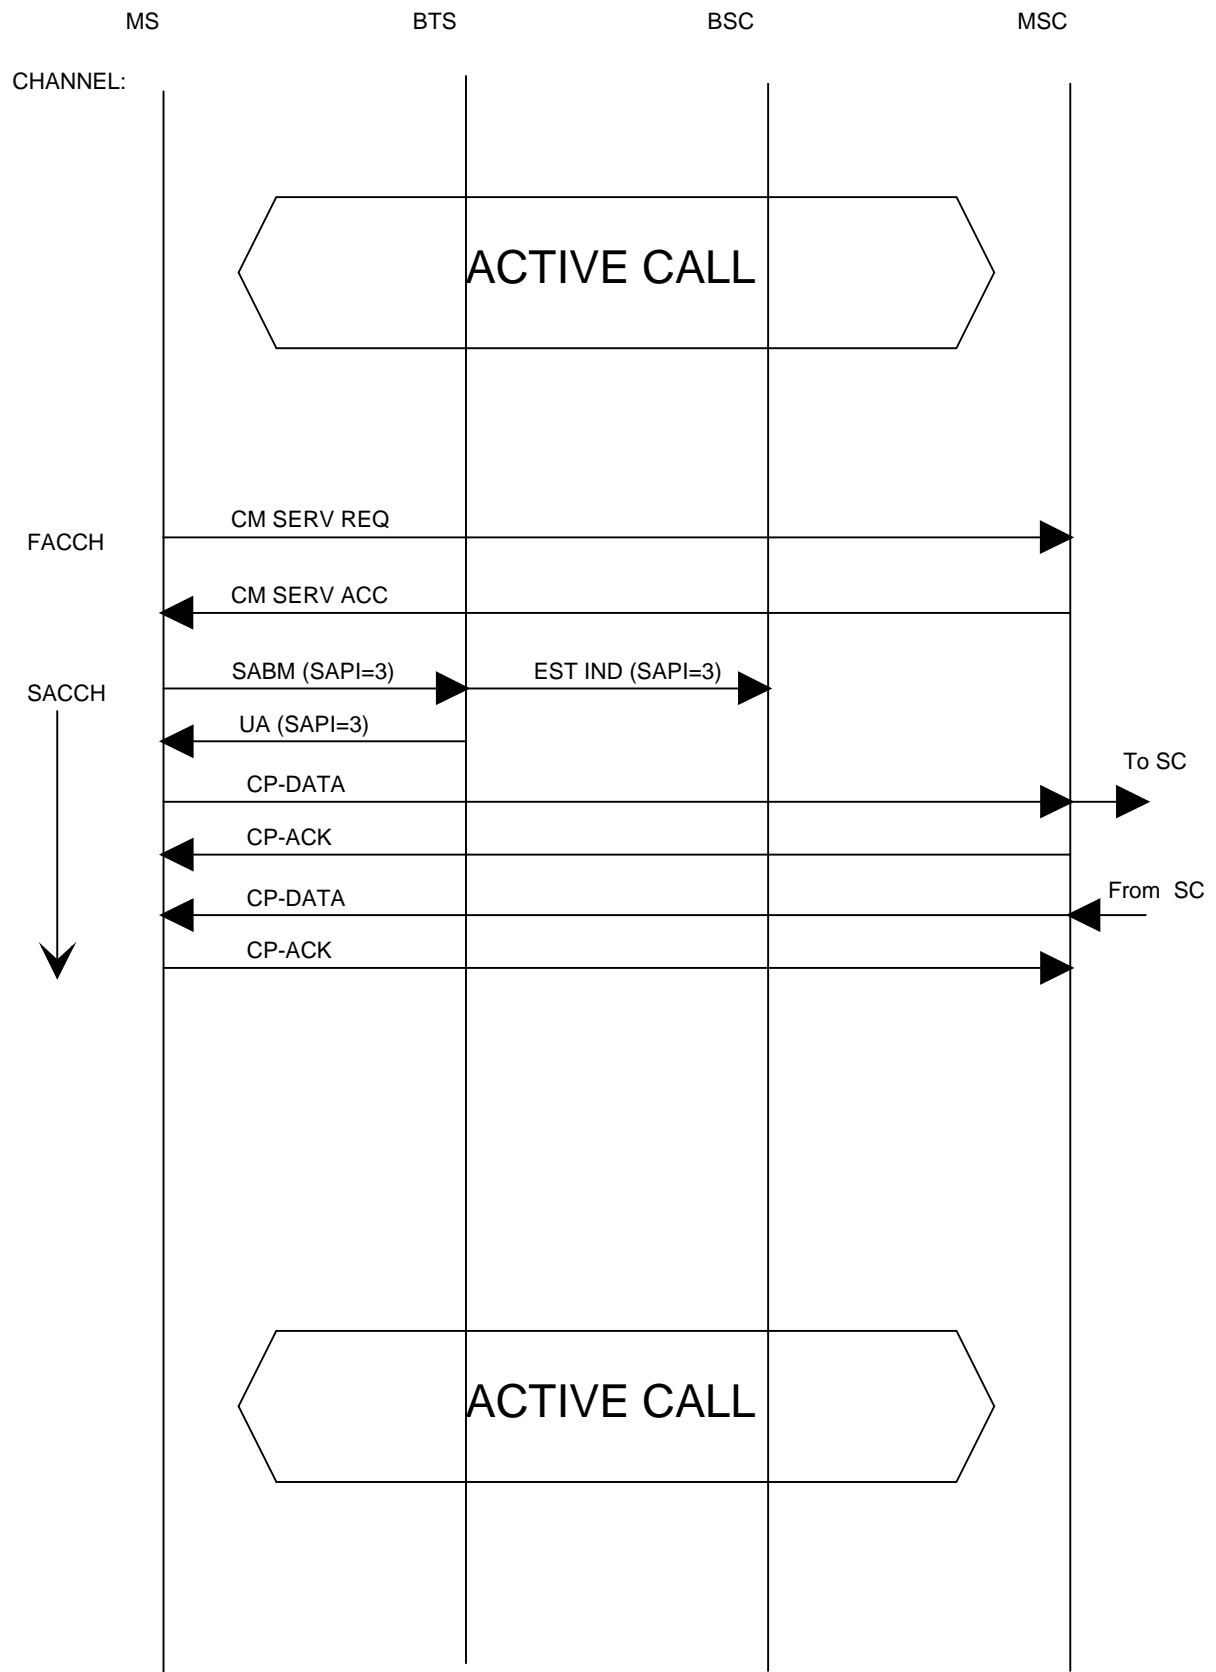 MS BTS BSC MSC
CHANNEL:
ACTIVE CALL
CM SERV REQ
FACCH
CM SERV ACC
SABM (SAPI=3) EST IND (SAPI=3)
SACCH
UA (SAPI=3)
To SC
CP-DATA
CP-ACK
From SC
CP-DATA
CP-ACK
ACTIVE CALL